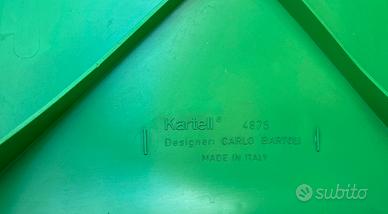 Kartell® 4875
Designer: CARLO BARTOLI
MADE IN ITALY
subito